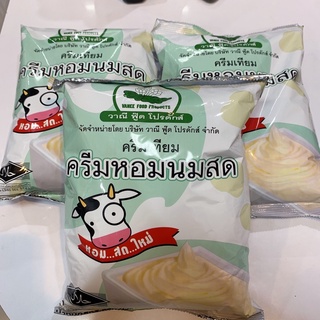 VANEE FOOD PRODUCTS
วาณี ฟู้ด โปรดักส์
จัดจำหน่ายโดย บริษัท วาณี ฟู้ด โปรดักส์ จำกัด
ครีมเทียม
ครีมหอมนมสด
หอม...สด...ใหม่